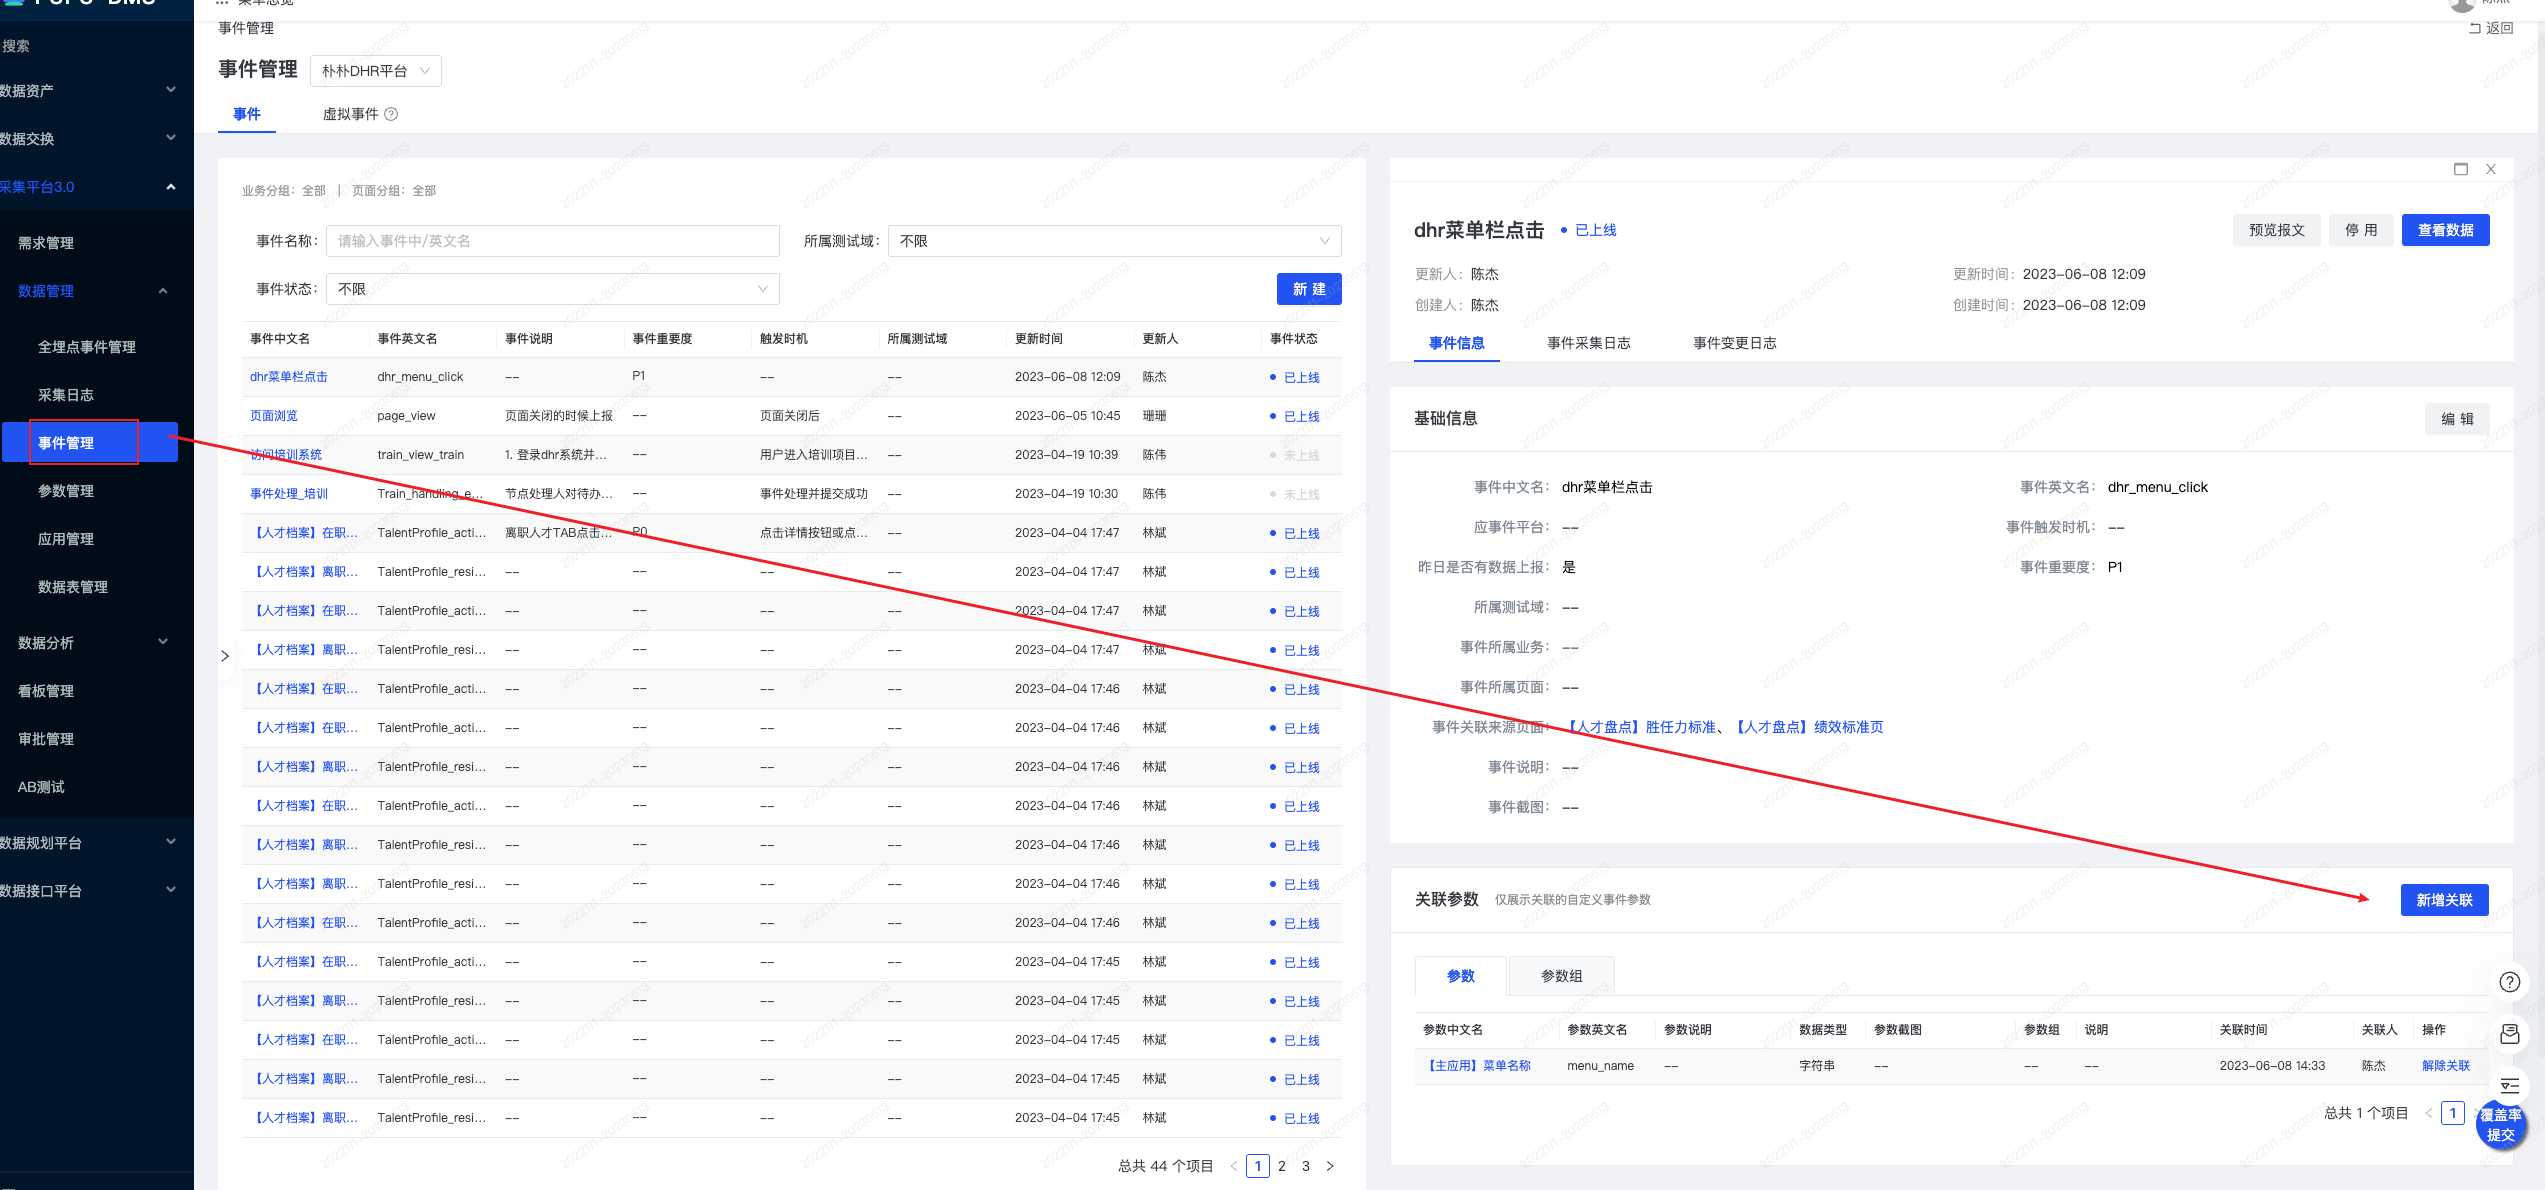 搜索
数据资产
数据交换
采集平台3.0
需求管理
数据管理
全埋点事件管理
采集日志
事件管理
参数管理
应用管理
数据表管理
数据分析
看板管理
审批管理
AB测试
数据规划平台
数据接口平台
事件管理
返回
事件管理 朴朴DHR平台
事件 虚拟事件
业务分组：全部 | 页面分组：全部
事件名称： 请输入事件中/英文名 所属测试域： 不限
事件状态： 不限 新 建
事件中文名 事件英文名 事件说明 事件重要度 触发时机 所属测试域 更新时间 更新人 事件状态
dhr菜单栏点击 dhr_menu_click -- P1 -- -- 2023-06-08 12:09 陈杰 已上线
页面浏览 page_view 页面关闭的时候上报 -- 页面关闭后 -- 2023-06-05 10:45 珊珊 已上线
访问培训系统 train_view_train 1. 登录dhr系统并... -- 用户进入培训项目... -- 2023-04-19 10:39 陈伟 未上线
事件处理_培训 Train_handling_e... 节点处理人对待办... -- 事件处理并提交成功 -- 2023-04-19 10:30 陈伟 未上线
【人才档案】在职... TalentProfile_acti... 离职人才TAB点击... P0 点击详情按钮或点... -- 2023-04-04 17:47 林斌 已上线
【人才档案】离职... TalentProfile_resi... -- -- -- -- 2023-04-04 17:47 林斌 已上线
【人才档案】在职... TalentProfile_acti... -- -- -- -- 2023-04-04 17:47 林斌 已上线
【人才档案】离职... TalentProfile_resi... -- -- -- -- 2023-04-04 17:47 林斌 已上线
【人才档案】在职... TalentProfile_acti... -- -- -- -- 2023-04-04 17:46 林斌 已上线
【人才档案】在职... TalentProfile_acti... -- -- -- -- 2023-04-04 17:46 林斌 已上线
【人才档案】离职... TalentProfile_resi... -- -- -- -- 2023-04-04 17:46 林斌 已上线
【人才档案】在职... TalentProfile_acti... -- -- -- -- 2023-04-04 17:46 林斌 已上线
【人才档案】离职... TalentProfile_resi... -- -- -- -- 2023-04-04 17:46 林斌 已上线
【人才档案】离职... TalentProfile_resi... -- -- -- -- 2023-04-04 17:46 林斌 已上线
【人才档案】在职... TalentProfile_acti... -- -- -- -- 2023-04-04 17:46 林斌 已上线
【人才档案】在职... TalentProfile_acti... -- -- -- -- 2023-04-04 17:45 林斌 已上线
【人才档案】离职... TalentProfile_resi... -- -- -- -- 2023-04-04 17:45 林斌 已上线
【人才档案】在职... TalentProfile_acti... -- -- -- -- 2023-04-04 17:45 林斌 已上线
【人才档案】离职... TalentProfile_resi... -- -- -- -- 2023-04-04 17:45 林斌 已上线
【人才档案】离职... TalentProfile_resi... -- -- -- -- 2023-04-04 17:45 林斌 已上线
总共 44 个项目 < 1 2 3 >
dhr菜单栏点击 已上线 预览报文 停 用 查看数据
更新人：陈杰 更新时间：2023-06-08 12:09
创建人：陈杰 创建时间：2023-06-08 12:09
事件信息 事件采集日志 事件变更日志
基础信息 编 辑
事件中文名： dhr菜单栏点击 事件英文名： dhr_menu_click
应事件平台： -- 事件触发时机： --
昨日是否有数据上报： 是 事件重要度： P1
所属测试域： --
事件所属业务： --
事件所属页面： --
事件关联来源页面： 【人才盘点】胜任力标准、【人才盘点】绩效标准页
事件说明： --
事件截图： --
关联参数 仅展示关联的自定义事件参数 新增关联
参数 参数组
参数中文名 参数英文名 参数说明 数据类型 参数截图 参数组 说明 关联时间 关联人 操作
【主应用】菜单名称 menu_name -- 字符串 -- -- -- 2023-06-08 14:33 陈杰 解除关联
总共 1 个项目 < 1 >
覆盖率
提交
2022111-20230613